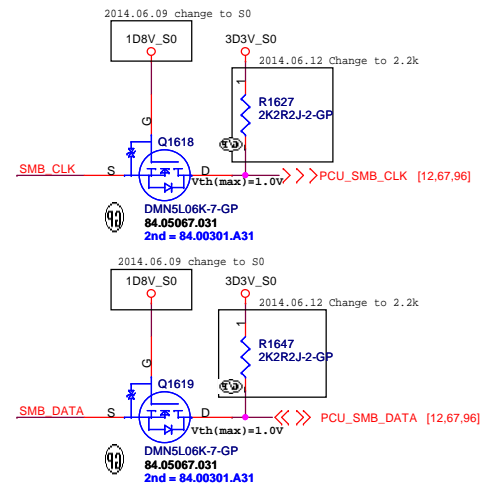 2014.06.09 change to S0
1D8V_S0 3D3V_S0
2014.06.12 Change to 2.2k
1
R1627
2K2R2J-2-GP
G
Q1618
SMB_CLK S D PCU_SMB_CLK [12,67,96]
Vth(max)=1.0V
DMN5L06K-7-GP
84.05067.031
2nd = 84.00301.A31
2014.06.09 change to S0
1D8V_S0 3D3V_S0
2014.06.12 Change to 2.2k
1
R1647
2K2R2J-2-GP
G
Q1619
SMB_DATA S D PCU_SMB_DATA [12,67,96]
Vth(max)=1.0V
DMN5L06K-7-GP
84.05067.031
2nd = 84.00301.A31